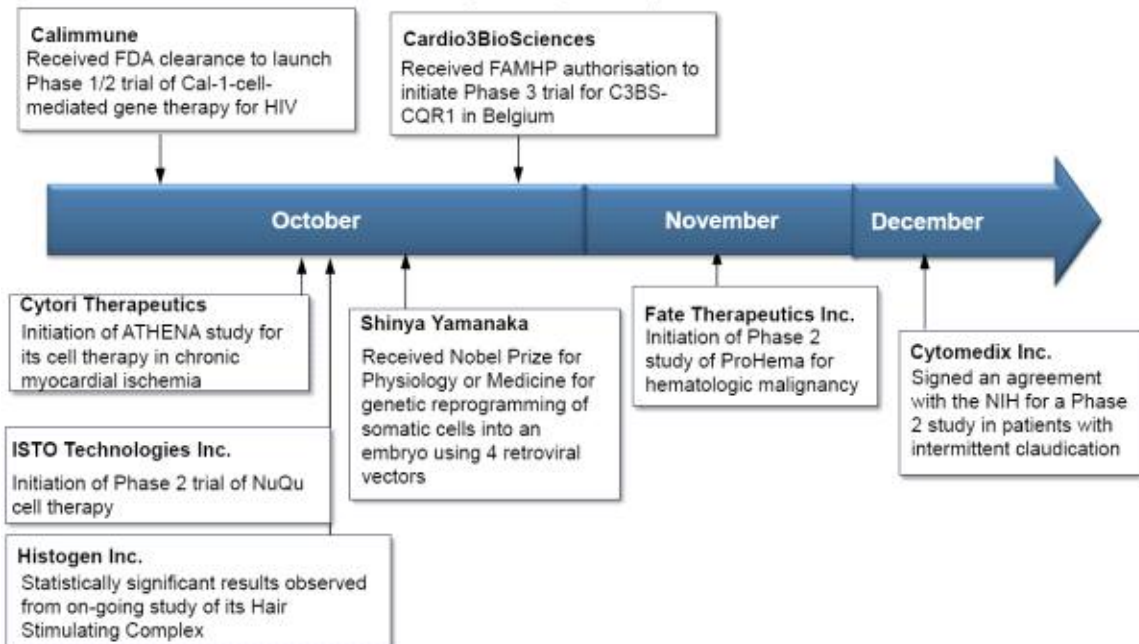 Calimmune
Received FDA clearance to launch
Phase 1/2 trial of Cal-1-cell-
mediated gene therapy for HIV
Cardio3BioSciences
Received FAMHP authorisation to
initiate Phase 3 trial for C3BS-
CQR1 in Belgium
October
November
December
Cytori Therapeutics
Initiation of ATHENA study for
its cell therapy in chronic
myocardial ischemia
Shinya Yamanaka
Received Nobel Prize for
Physiology or Medicine for
genetic reprogramming of
somatic cells into an
embryo using 4 retroviral
vectors
Fate Therapeutics Inc.
Initiation of Phase 2
study of ProHema for
hematologic malignancy
Cytomedix Inc.
Signed an agreement
with the NIH for a Phase
2 study in patients with
intermittent claudication
ISTO Technologies Inc.
Initiation of Phase 2 trial of NuQu
cell therapy
Histogen Inc.
Statistically significant results observed
from on-going study of its Hair
Stimulating Complex